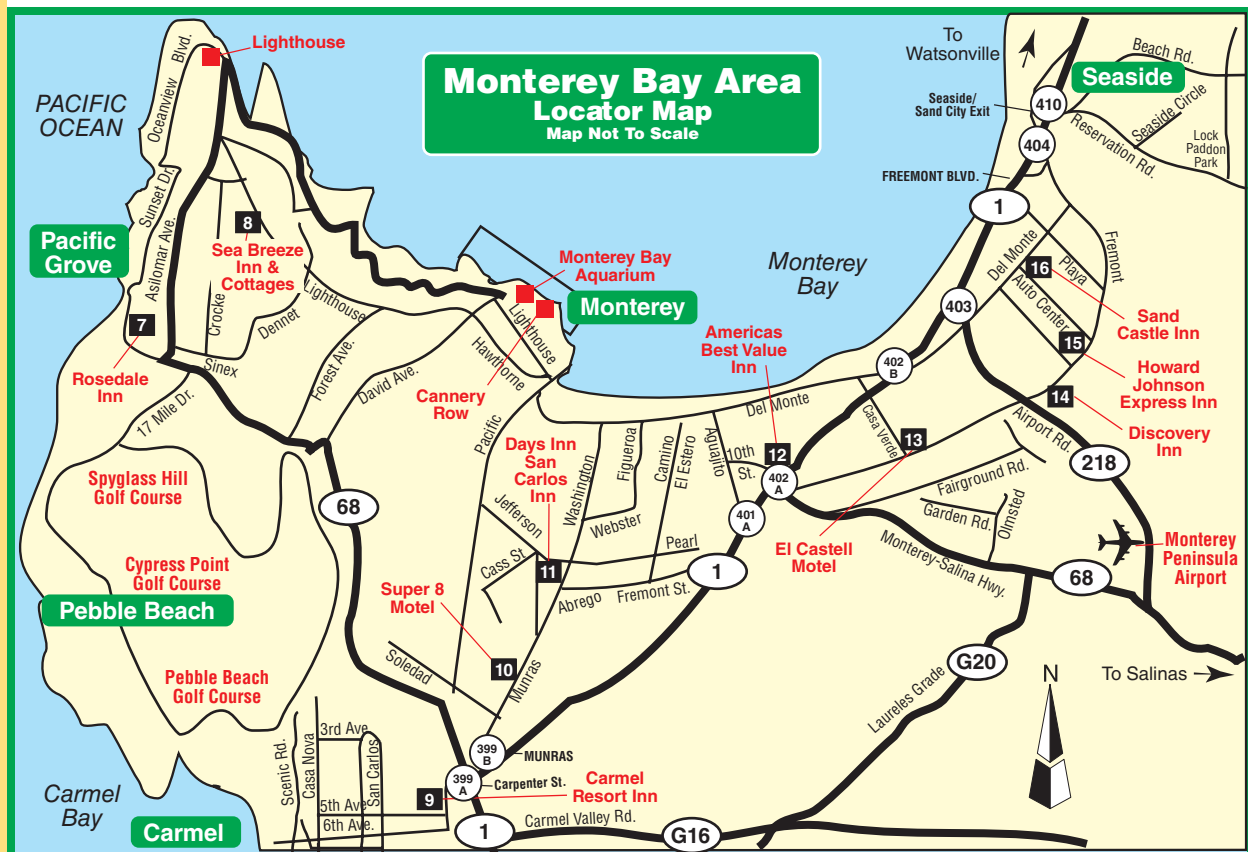 Monterey Bay Area
Locator Map
Map Not To Scale
Lighthouse
PACIFIC
OCEAN
Oceanview Blvd.
Sunset Dr.
Asilomar Ave.
Pacific
Grove
8
Sea Breeze
Inn &
Cottages
Crocke
Dennet
Lighthouse
7
Rosedale
Inn
Sinex
17 Mile Dr.
Forest Ave.
David Ave.
Monterey Bay
Aquarium
Monterey
Lighthouse
Hawthorne
Cannery
Row
Pacific
Monterey
Bay
To
Watsonville
Beach Rd.
Seaside
Seaside/
Sand City Exit
410
Reservation Rd.
Seaside Circle
Lock
Paddon
Park
404
FREEMONT BLVD.
1
Del Monte
Fremont
Playa
16
Auto Center
Sand
Castle Inn
15
Howard
Johnson
Express Inn
403
14
Discovery
Inn
Airport Rd.
218
402
B
Americas
Best Value
Inn
Del Monte
Casa Verde
13
12
10th
St.
Aguajito
402
A
401
A
El Castell
Motel
Fairground Rd.
Garden Rd.
Olmsted
Monterey-Salina Hwy.
68
Monterey
Peninsula
Airport
Days Inn
San
Carlos
Inn
Washington
Figueroa
Camino
El Estero
Webster
Jefferson
Pearl
Cass St.
11
Abrego
Fremont St.
1
Super 8
Motel
10
Munras
Soledad
68
Spyglass Hill
Golf Course
Cypress Point
Golf Course
Pebble Beach
Pebble Beach
Golf Course
G20
Laureles Grade
To Salinas
N
399
B
MUNRAS
399
A
Carpenter St.
9
Carmel
Resort Inn
Scenic Rd.
Casa Nova
3rd Ave
San Carlos
5th Ave
6th Ave.
Carmel
Bay
Carmel
1
Carmel Valley Rd.
G16